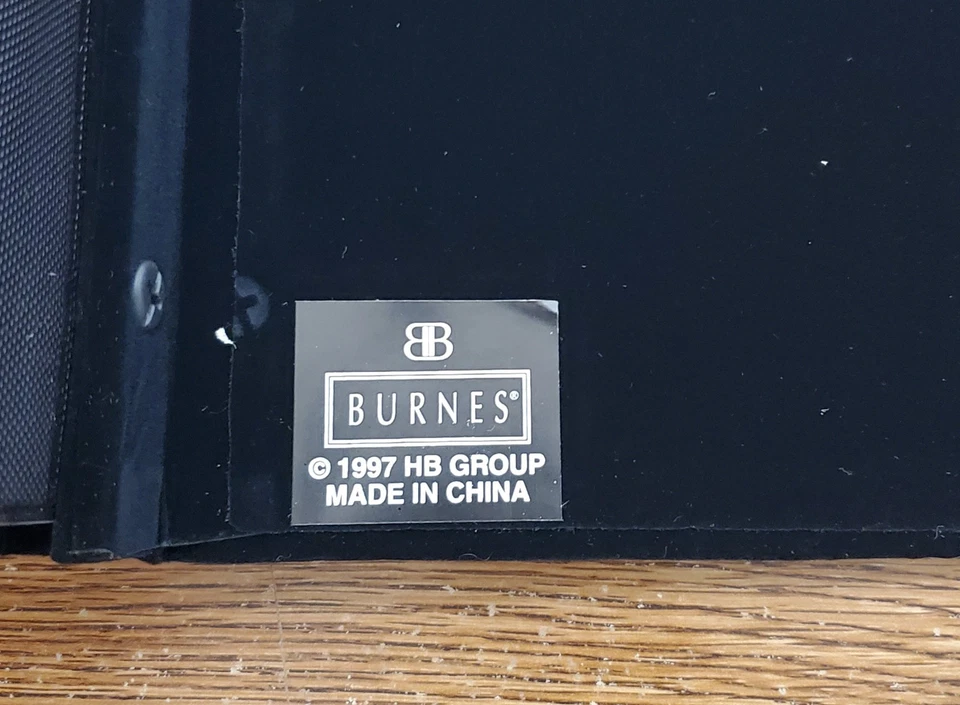 BB
BURNES®
© 1997 HB GROUP
MADE IN CHINA